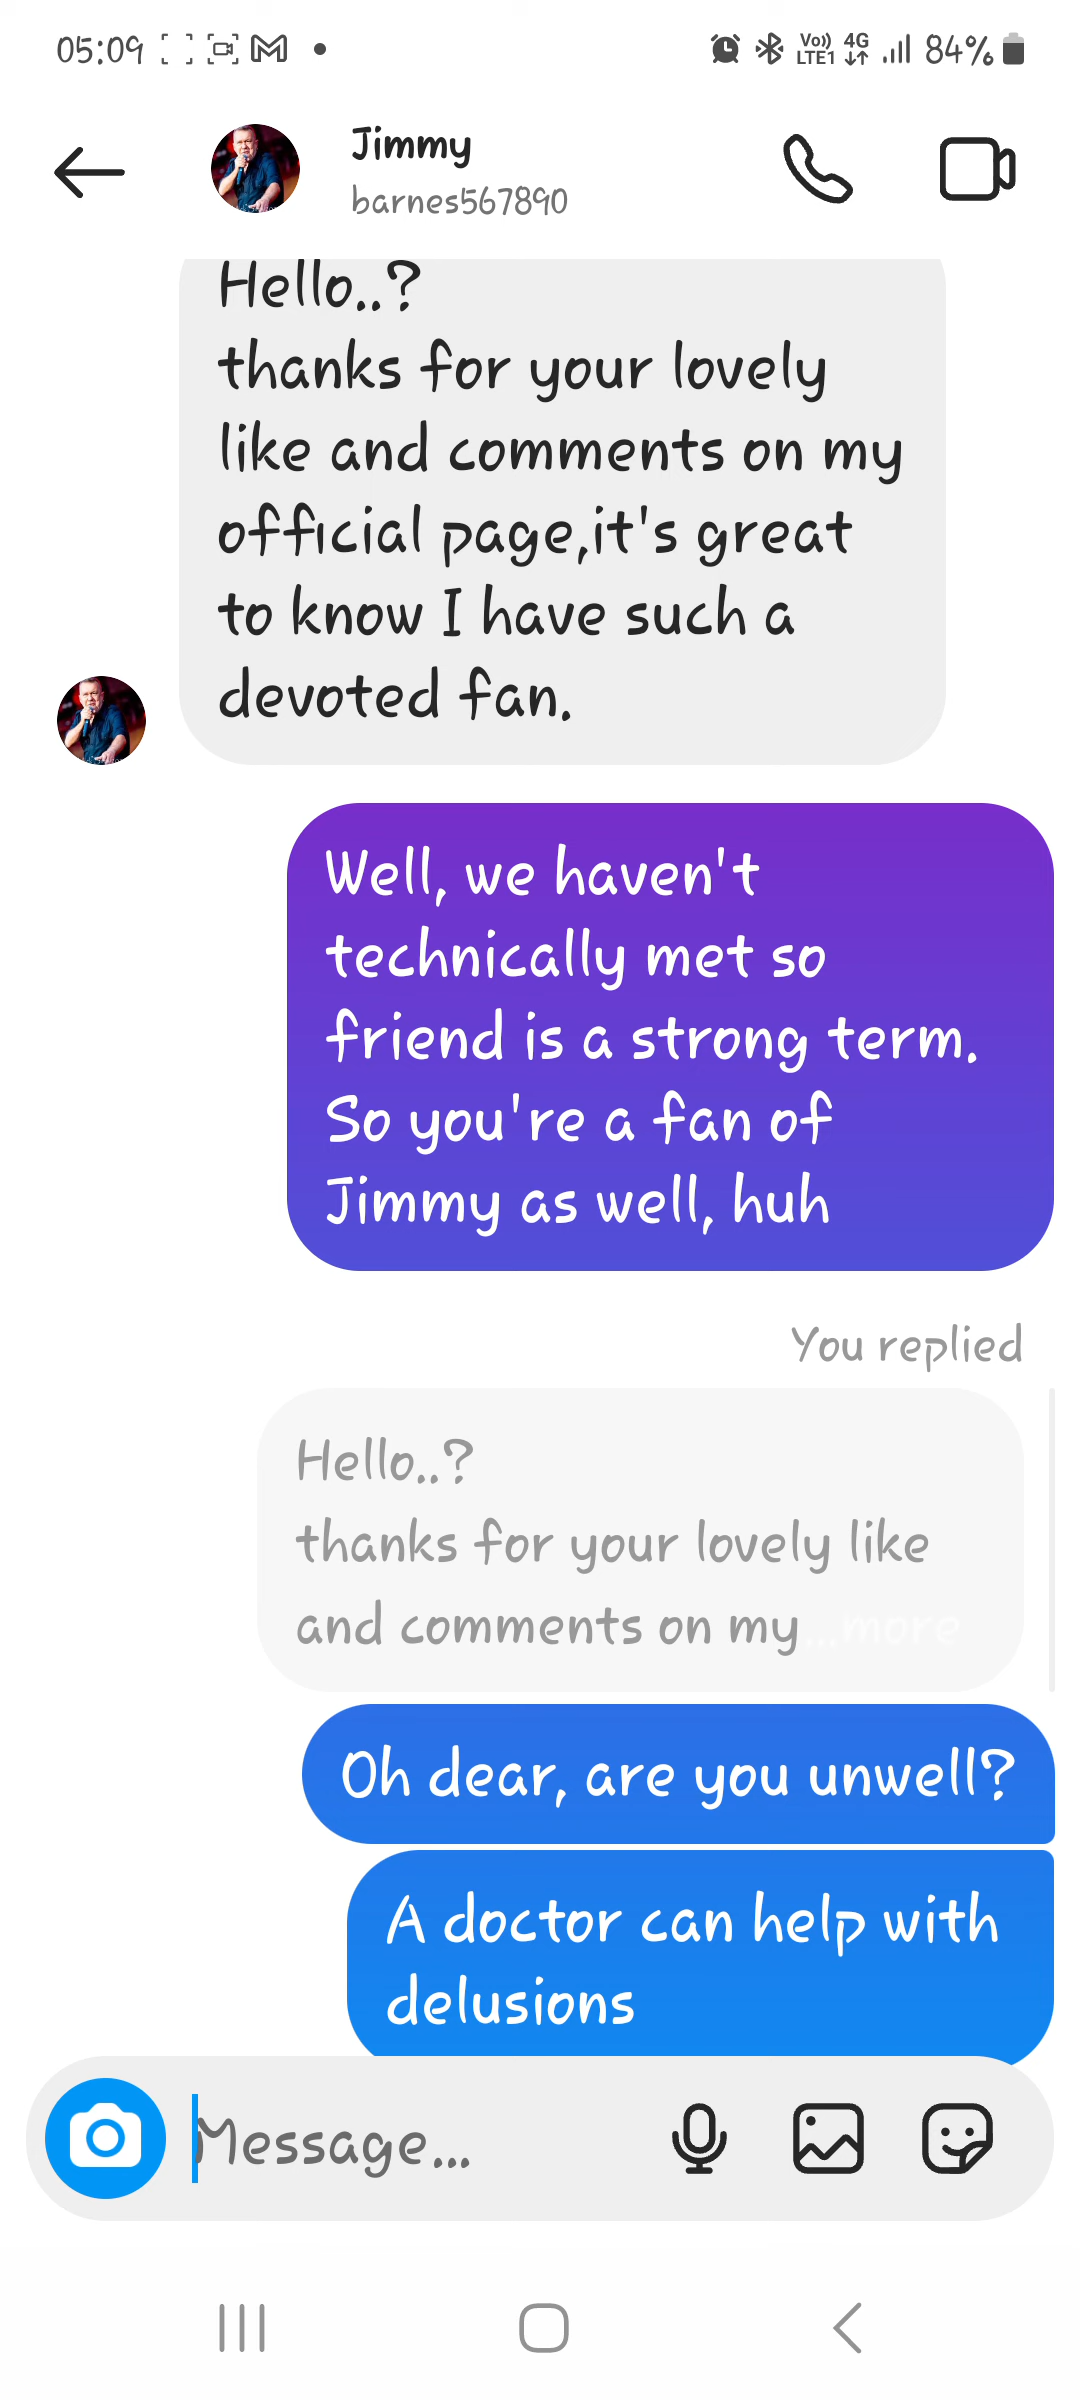 05:09
Vo)) 4G
LTE1
84%
Jimmy
barnes567890
Hello..?
thanks for your lovely
like and comments on my
official page,it's great
to know I have such a
devoted fan.
Well, we haven't
technically met so
friend is a strong term.
So you're a fan of
Jimmy as well, huh
You replied
Hello..?
thanks for your lovely like
and comments on my...more
Oh dear, are you unwell?
A doctor can help with
delusions
Message...